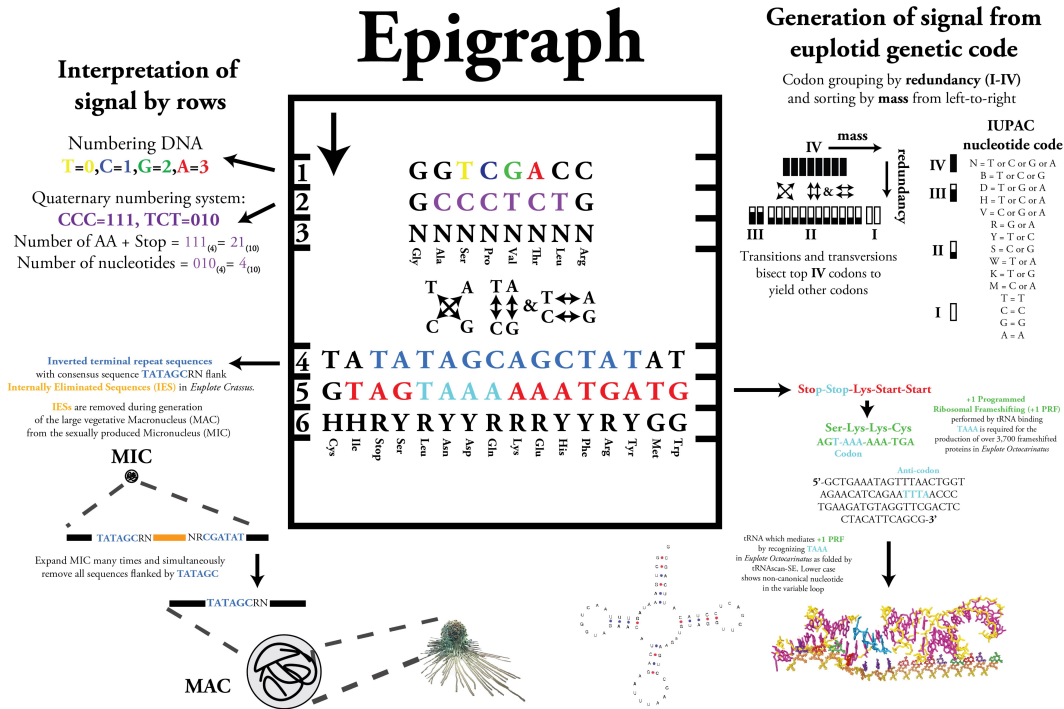 Epigraph
Interpretation of
signal by rows
Numbering DNA
T=0,C=1,G=2,A=3
Quaternary numbering system:
CCC=111, TCT=010
Number of AA + Stop = 111(4)= 21(10)
Number of nucleotides = 010(4)= 4(10)
Inverted terminal repeat sequences
with consensus sequence TATAGCRN flank
Internally Eliminated Sequences (IES) in Euplote Crassus.
IESs are removed during generation
of the large vegetative Macronucleus (MAC)
from the sexually produced Micronucleus (MIC)
MIC
TATAGCRN NRCGATAT
Expand MIC many times and simultaneously
remove all sequences flanked by TATAGC
TATAGCRN
MAC
1 G G T C G A C C
2 G C C C T C T G
3 N N N N N N N N
Gly Ala Ser Pro Val Thr Leu Arg
T A
C G
T A
C G
&
T A
C G
4 T A T A T A G C A G C T A T A T
5 G T A G T A A A A A A T G A T G
6 H H R Y R Y Y R R R Y Y R Y G G
Cys Ile Stop Ser Leu Asn Asp Gln Lys Glu His Phe Arg Tyr Met Trp
Generation of signal from
euplotid genetic code
Codon grouping by redundancy (I-IV)
and sorting by mass from left-to-right
mass
IV
redundancy
&
III II I
Transitions and transversions
bisect top IV codons to
yield other codons
IUPAC
nucleotide code
IV
III
II
I
N = T or C or G or A
B = T or C or G
D = T or G or A
H = T or C or A
V = C or G or A
R = G or A
Y = T or C
S = C or G
W = T or A
K = T or G
M = C or A
T = T
C = C
G = G
A = A
Stop-Stop-Lys-Start-Start
Ser-Lys-Lys-Cys
AGT-AAA-AAA-TGA
Codon
+1 Programmed
Ribosomal Frameshifting (+1 PRF)
performed by tRNA binding
TAAA is required for the
production of over 3,700 frameshifted
proteins in Euplote Octocarinatus
Anti-codon
5'-GCTGAAATAGTTTAACTGGT
AGAACATCAGAATTTAACCC
TGAAGATGTAGGTTCGACTC
CTACATTCAGCG-3'
tRNA which mediates +1 PRF
by recognizing TAAA
in Euplote Octocarinatus as folded by
tRNAscan-SE. Lower case
shows non-canonical nucleotide
in the variable loop